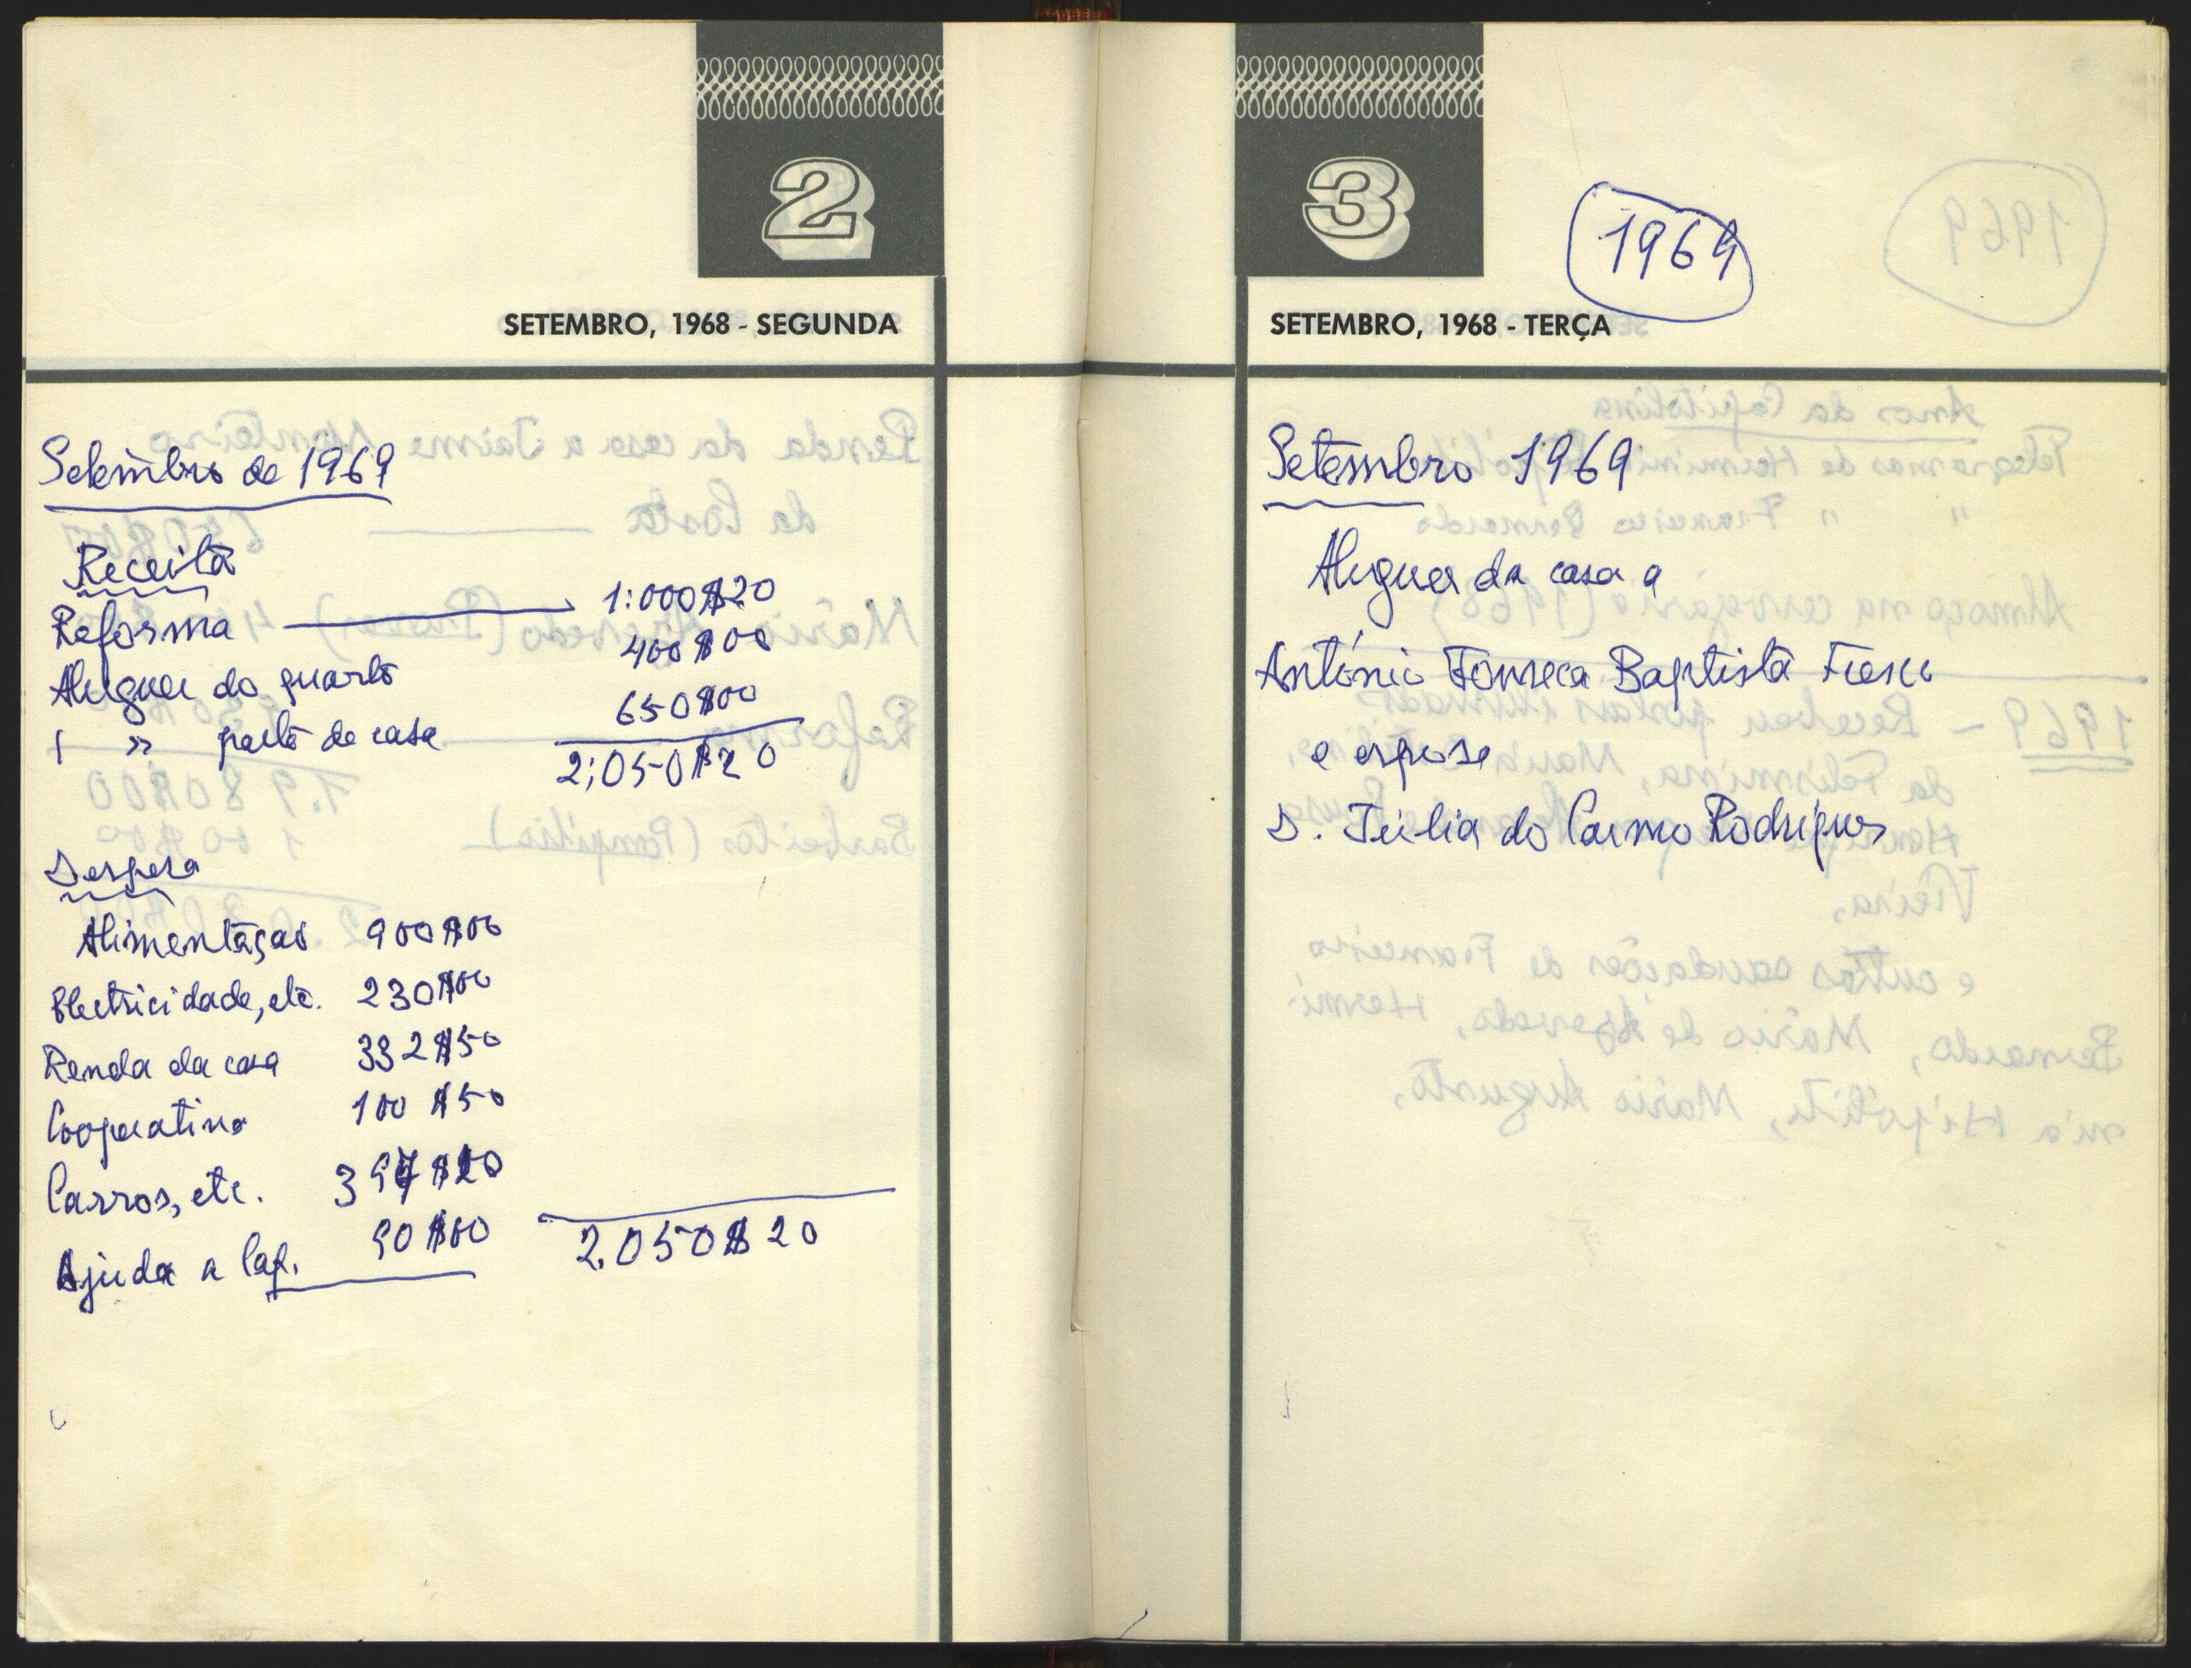 2
SETEMBRO, 1968 - SEGUNDA
Setembro de 1969
Receita
Reforma 1:000$20
Aluguer do quarto 400$00
" parte de casa 650$00
2:050$20
Despesa
Alimentação 900$00
Electricidade, etc. 230$00
Renda da casa 332$50
Cooperativa 100$50
Carros, etc.
Ajuda a Cap. 90$00
2.050$20
3
1969
SETEMBRO, 1968 - TERÇA
Setembro 1969
Aluguer da casa a
António Fonseca Baptista
e esposa
D. Júlia do Carmo Rodrigues